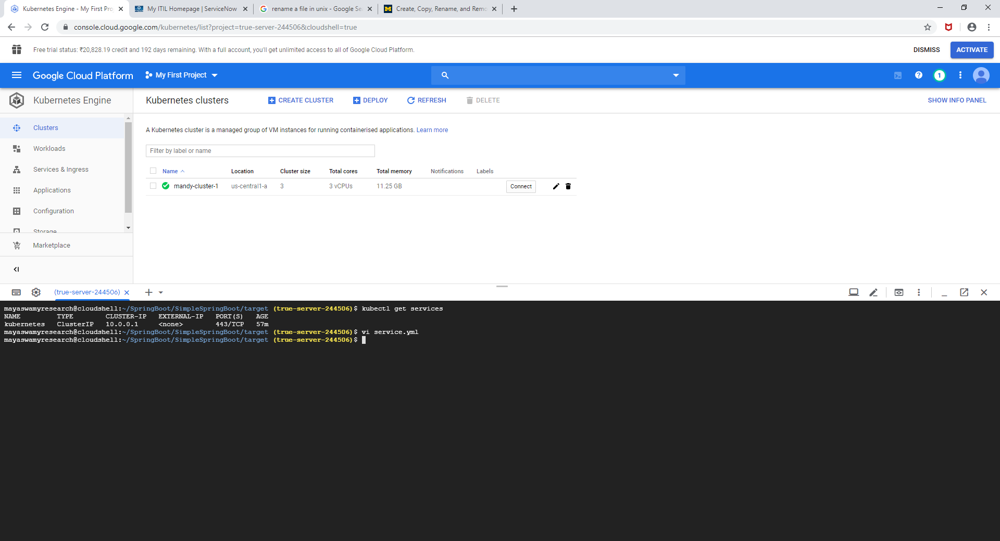 Kubernetes Engine - My First Pro
My ITIL Homepage | ServiceNow
rename a file in unix - Google Se
Create, Copy, Rename, and Remo
console.cloud.google.com/kubernetes/list?project=true-server-244506&cloudshell=true
Free trial status: ₹20,828.19 credit and 192 days remaining. With a full account, you'll get unlimited access to all of Google Cloud Platform.
DISMISS
ACTIVATE
Google Cloud Platform
My First Project
1
Kubernetes Engine
Kubernetes clusters
CREATE CLUSTER
DEPLOY
REFRESH
DELETE
SHOW INFO PANEL
Clusters
Workloads
Services & Ingress
Applications
Configuration
Storage
Marketplace
A Kubernetes cluster is a managed group of VM instances for running containerised applications. Learn more
Filter by label or name
Name Location Cluster size Total cores Total memory Notifications Labels
mandy-cluster-1 us-central1-a 3 3 vCPUs 11.25 GB Connect
(true-server-244506)
mayaswamyresearch@cloudshell:~/SpringBoot/SimpleSpringBoot/target (true-server-244506)$ kubectl get services
NAME TYPE CLUSTER-IP EXTERNAL-IP PORT(S) AGE
kubernetes ClusterIP 10.0.0.1 <none> 443/TCP 57m
mayaswamyresearch@cloudshell:~/SpringBoot/SimpleSpringBoot/target (true-server-244506)$ vi service.yml
mayaswamyresearch@cloudshell:~/SpringBoot/SimpleSpringBoot/target (true-server-244506)$